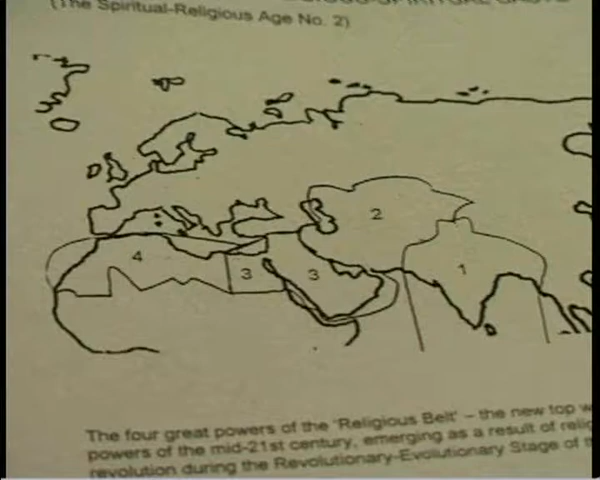 (The Spiritual-Religious Age No. 2)
2
4
3
3
1
The four great powers of the 'Religious Belt' – the new top
powers of the mid-21st century, emerging as a result of
revolution during the Revolutionary-Evolutionary Stage of